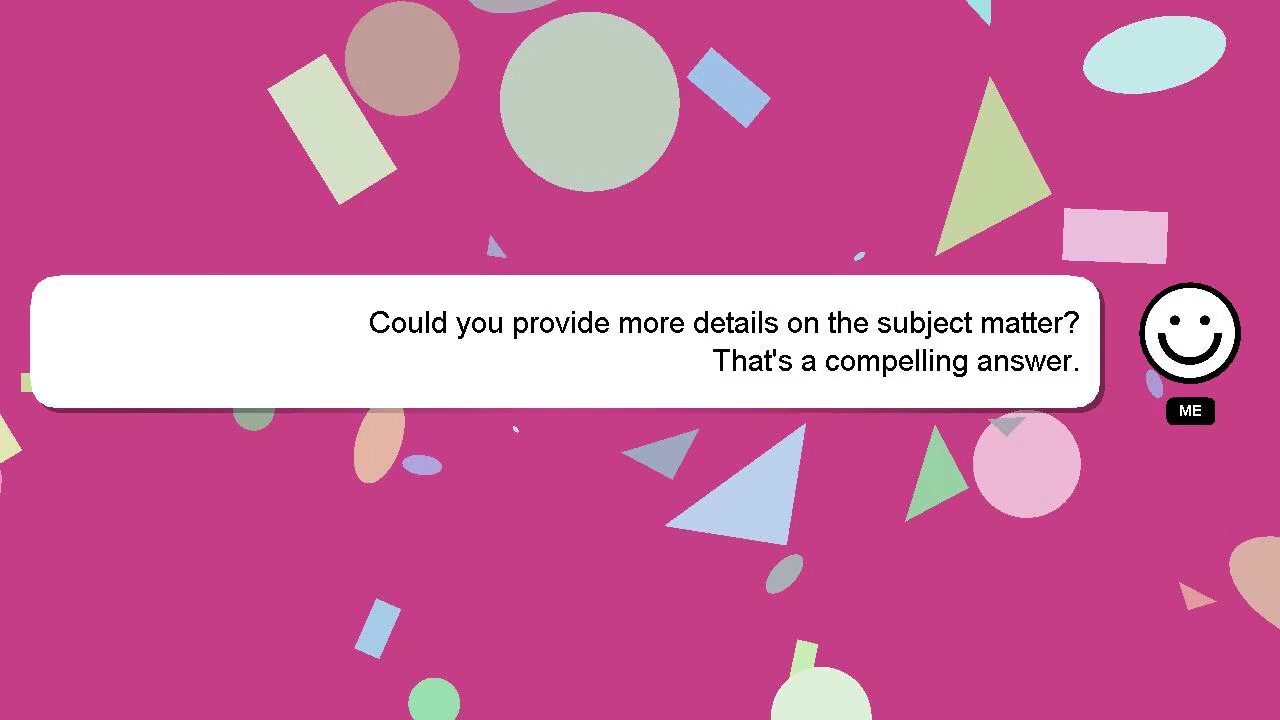 Could you provide more details on the subject matter?
That's a compelling answer.
ME